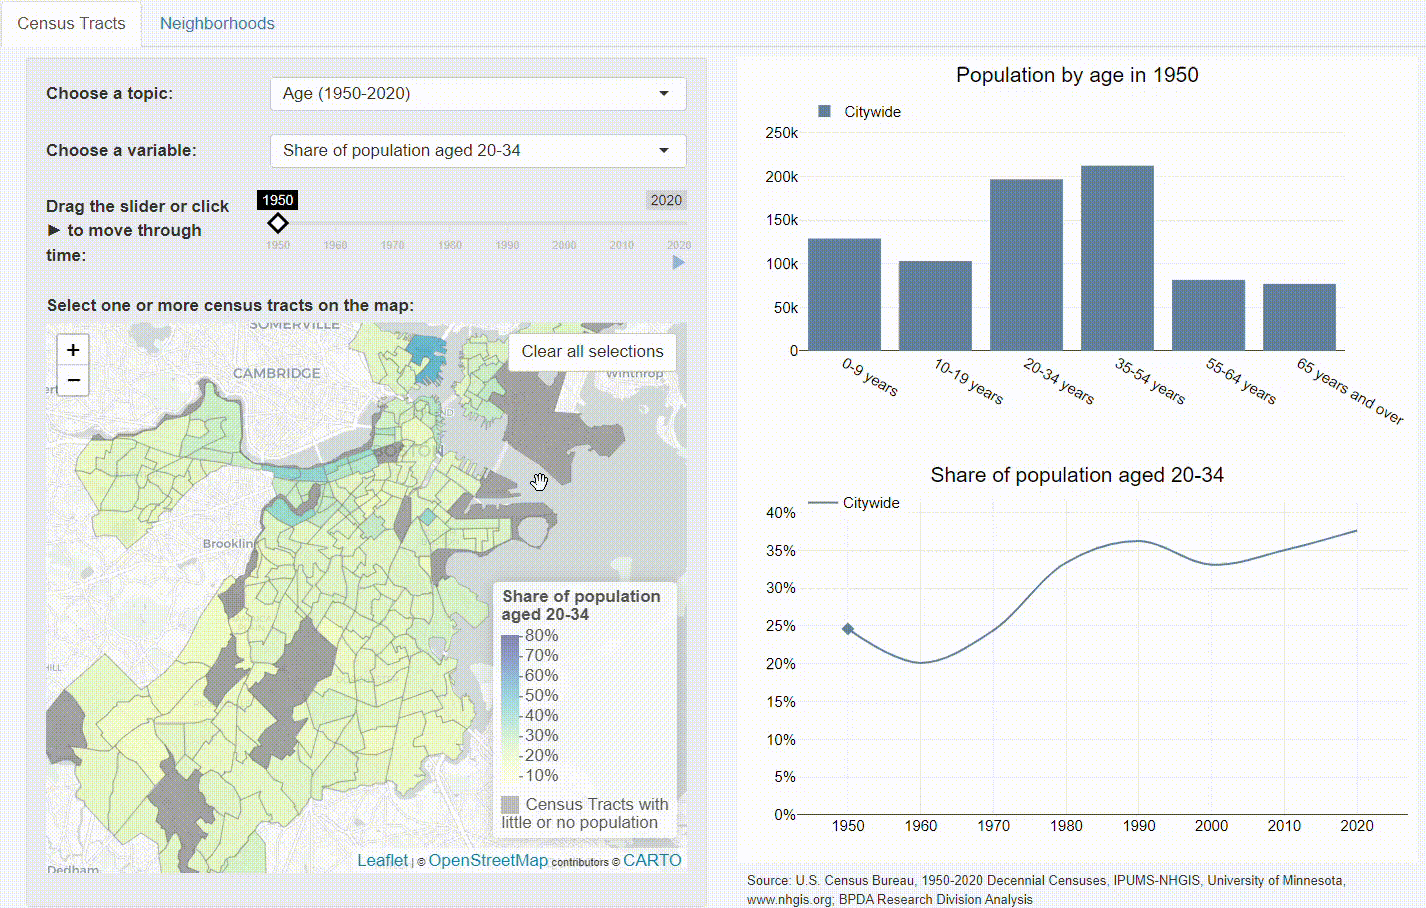 Census Tracts
Neighborhoods
Choose a topic:
Age (1950-2020)
Choose a variable:
Share of population aged 20-34
Drag the slider or click
► to move through
time:
1950
2020
1950 1960 1970 1980 1990 2000 2010 2020
Select one or more census tracts on the map:
+
−
Clear all selections
SOMERVILLE
CAMBRIDGE
Winthrop
BOSTON
Brooklin
Dedham
Share of population
aged 20-34
80%
70%
60%
50%
40%
30%
20%
10%
Census Tracts with
little or no population
Leaflet | © OpenStreetMap contributors © CARTO
Population by age in 1950
Citywide
250k
200k
150k
100k
50k
0
0-9 years
10-19 years
20-34 years
35-54 years
55-64 years
65 years and over
Share of population aged 20-34
Citywide
40%
35%
30%
25%
20%
15%
10%
5%
0%
1950 1960 1970 1980 1990 2000 2010 2020
Source: U.S. Census Bureau, 1950-2020 Decennial Censuses, IPUMS-NHGIS, University of Minnesota,
www.nhgis.org; BPDA Research Division Analysis